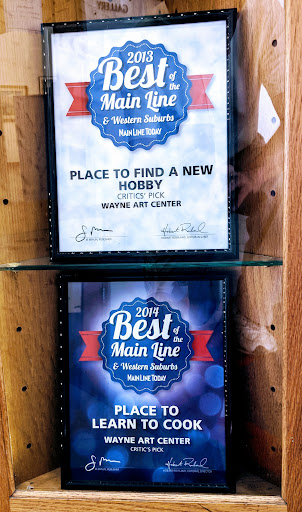 GALLERY
2013
Best of the
Main Line
& Western Suburbs
MAIN LINE TODAY
PLACE TO FIND A NEW
HOBBY
CRITICS' PICK
WAYNE ART CENTER
2014
Best of the
Main Line
& Western Suburbs
MAIN LINE TODAY
PLACE TO
LEARN TO COOK
WAYNE ART CENTER
CRITIC'S PICK